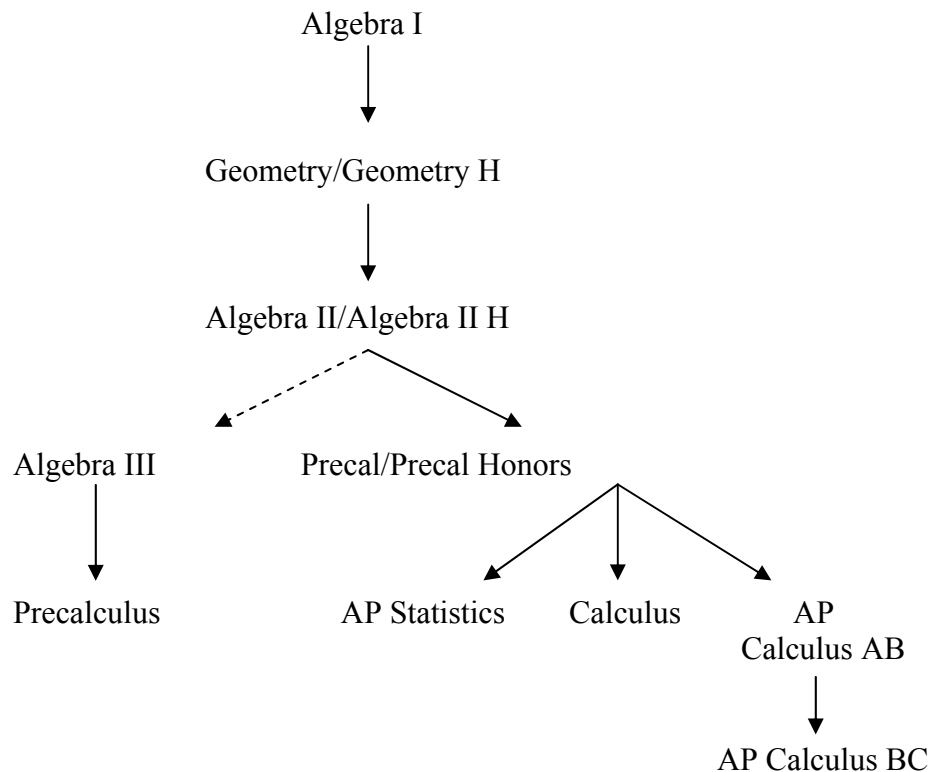 Algebra I
Geometry/Geometry H
Algebra II/Algebra II H
Algebra III
Precal/Precal Honors
Precalculus
AP Statistics
Calculus
AP
Calculus AB
AP Calculus BC